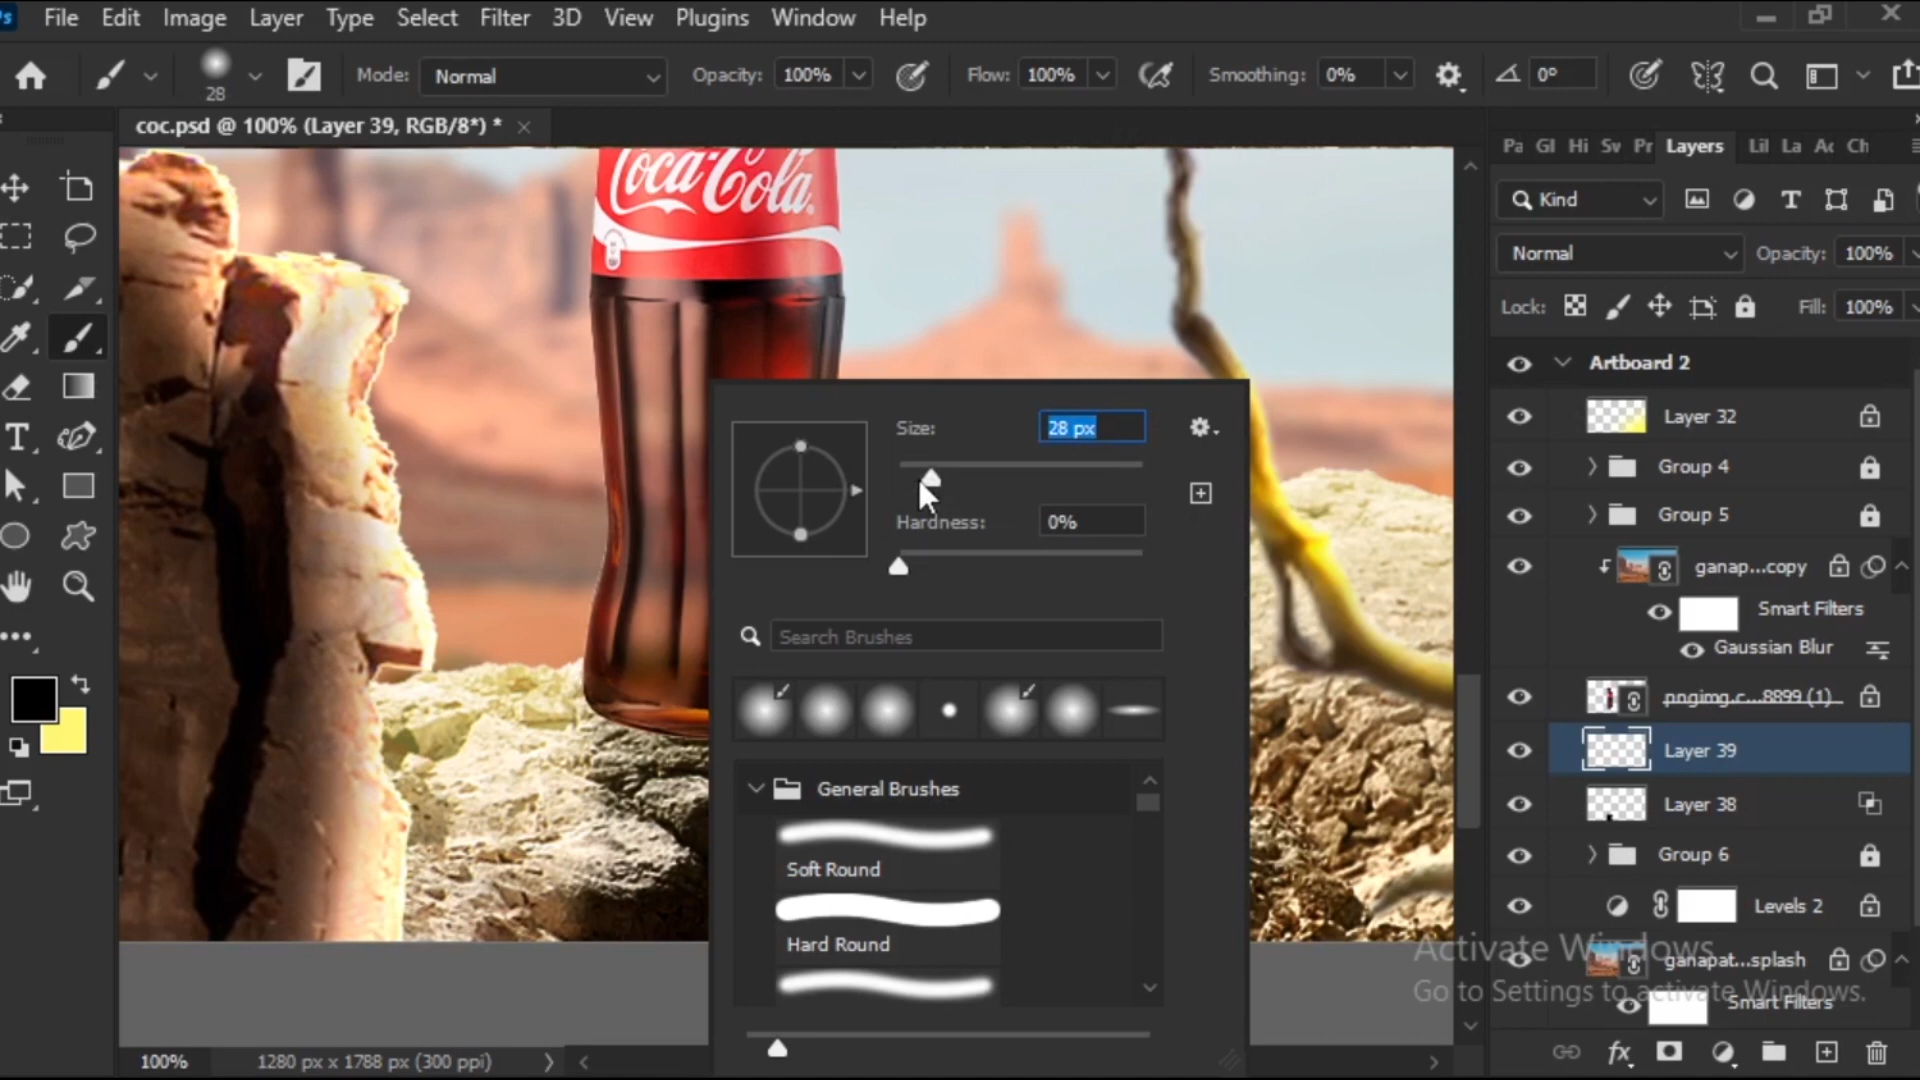 File Edit Image Layer Type Select Filter 3D View Plugins Window Help
28 Mode: Normal Opacity: 100% Flow: 100% Smoothing: 0% 0°
coc.psd @ 100% (Layer 39, RGB/8*) *
Pa Gl Hi Sv Pr Layers Lil La Ac Ch
Kind
Normal Opacity: 100%
Lock: Fill: 100%
Artboard 2
Layer 32
Group 4
Group 5
ganap...copy
Smart Filters
Gaussian Blur
pngimg.c...8899 (1)
Layer 39
Layer 38
Group 6
Levels 2
ganapat...splash
Smart Filters
Coca-Cola
Size: 28 px
Hardness: 0%
Search Brushes
General Brushes
Soft Round
Hard Round
Activate Windows
Go to Settings to activate Windows.
100% 1280 px x 1788 px (300 ppi)
fx